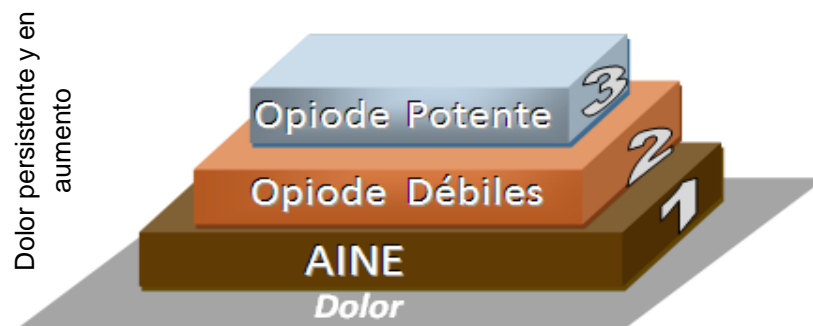 Dolor persistente y en
aumento
Opiode Potente
3
Opiode Débiles
2
AINE
1
Dolor